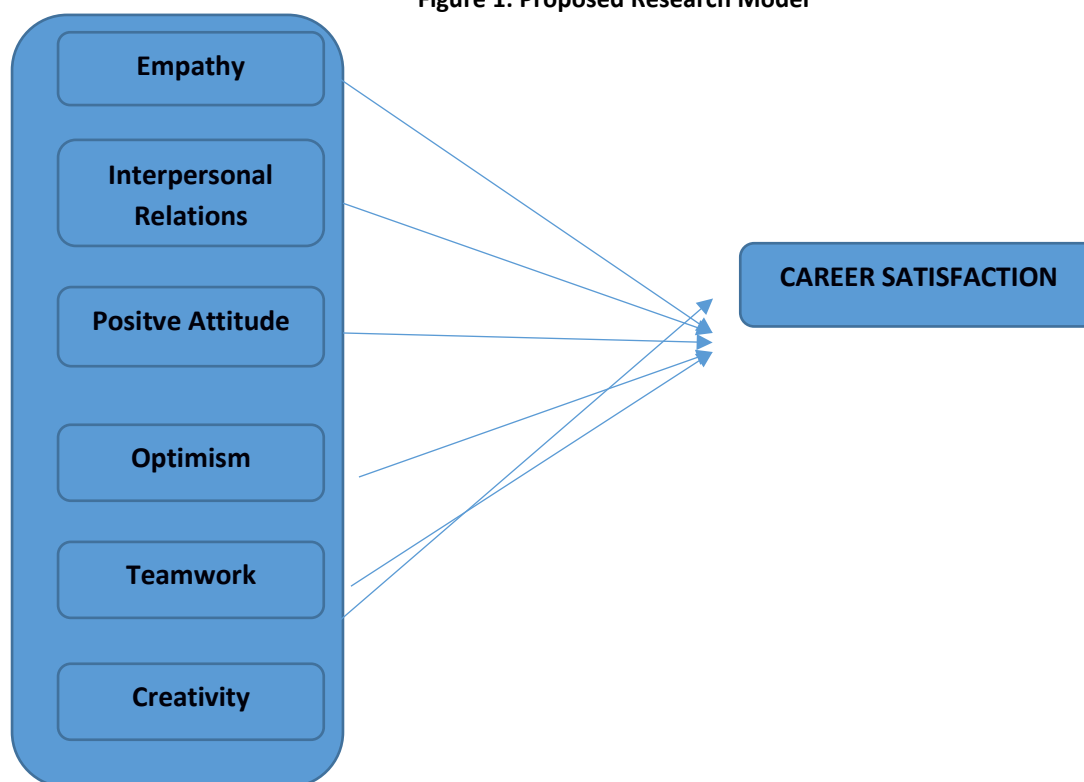 Figure 1: Proposed Research Model
Empathy
Interpersonal
Relations
Positve Attitude
Optimism
Teamwork
Creativity
CAREER SATISFACTION